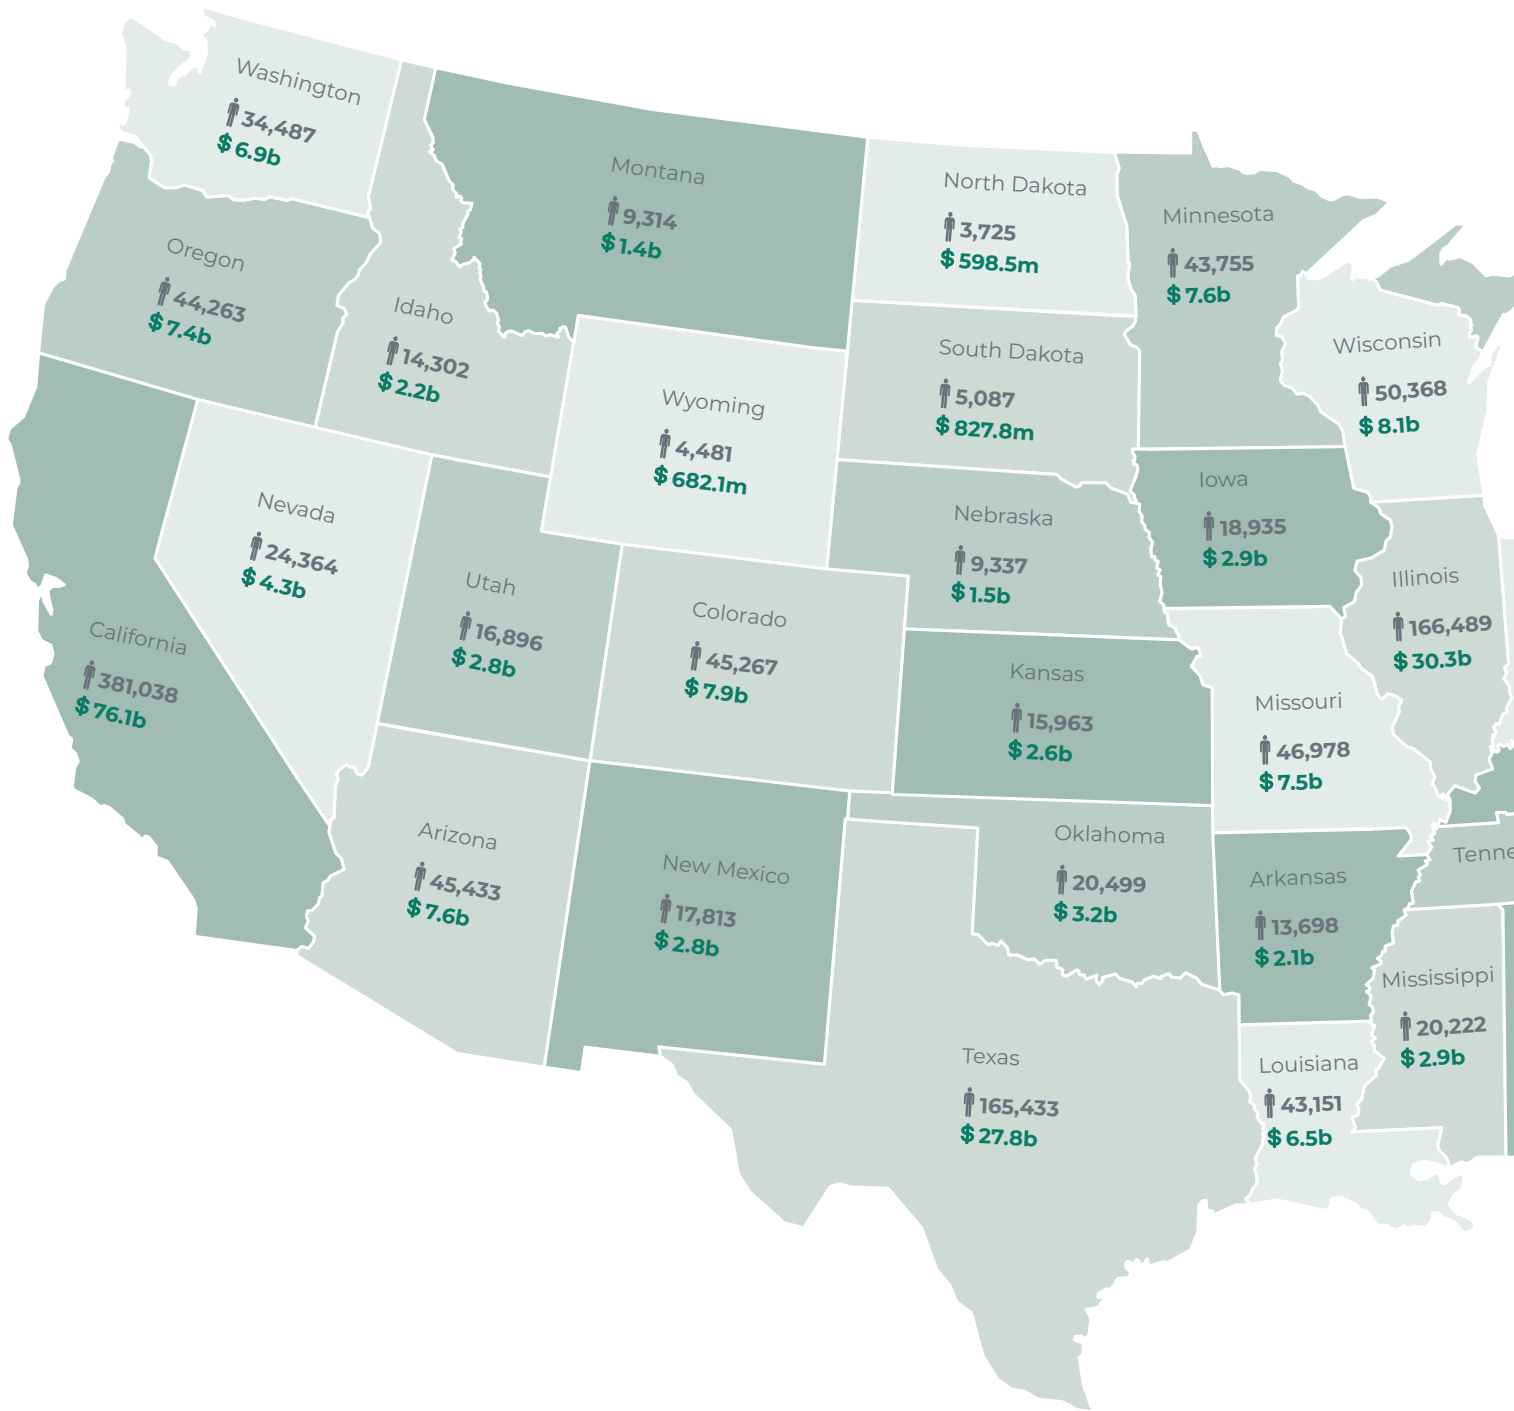 Washington
34,487
$ 6.9b
Montana
9,314
$ 1.4b
North Dakota
3,725
$ 598.5m
Minnesota
43,755
$ 7.6b
Oregon
44,263
$ 7.4b
Idaho
14,302
$ 2.2b
Wisconsin
50,368
$ 8.1b
South Dakota
5,087
$ 827.8m
Wyoming
4,481
$ 682.1m
Iowa
18,935
$ 2.9b
Nevada
24,364
$ 4.3b
Nebraska
9,337
$ 1.5b
Utah
16,896
$ 2.8b
Illinois
166,489
$ 30.3b
Colorado
45,267
$ 7.9b
California
381,038
$ 76.1b
Kansas
15,963
$ 2.6b
Missouri
46,978
$ 7.5b
Arizona
45,433
$ 7.6b
Oklahoma
20,499
$ 3.2b
Tenne
New Mexico
17,813
$ 2.8b
Arkansas
13,698
$ 2.1b
Mississippi
20,222
$ 2.9b
Texas
165,433
$ 27.8b
Louisiana
43,151
$ 6.5b